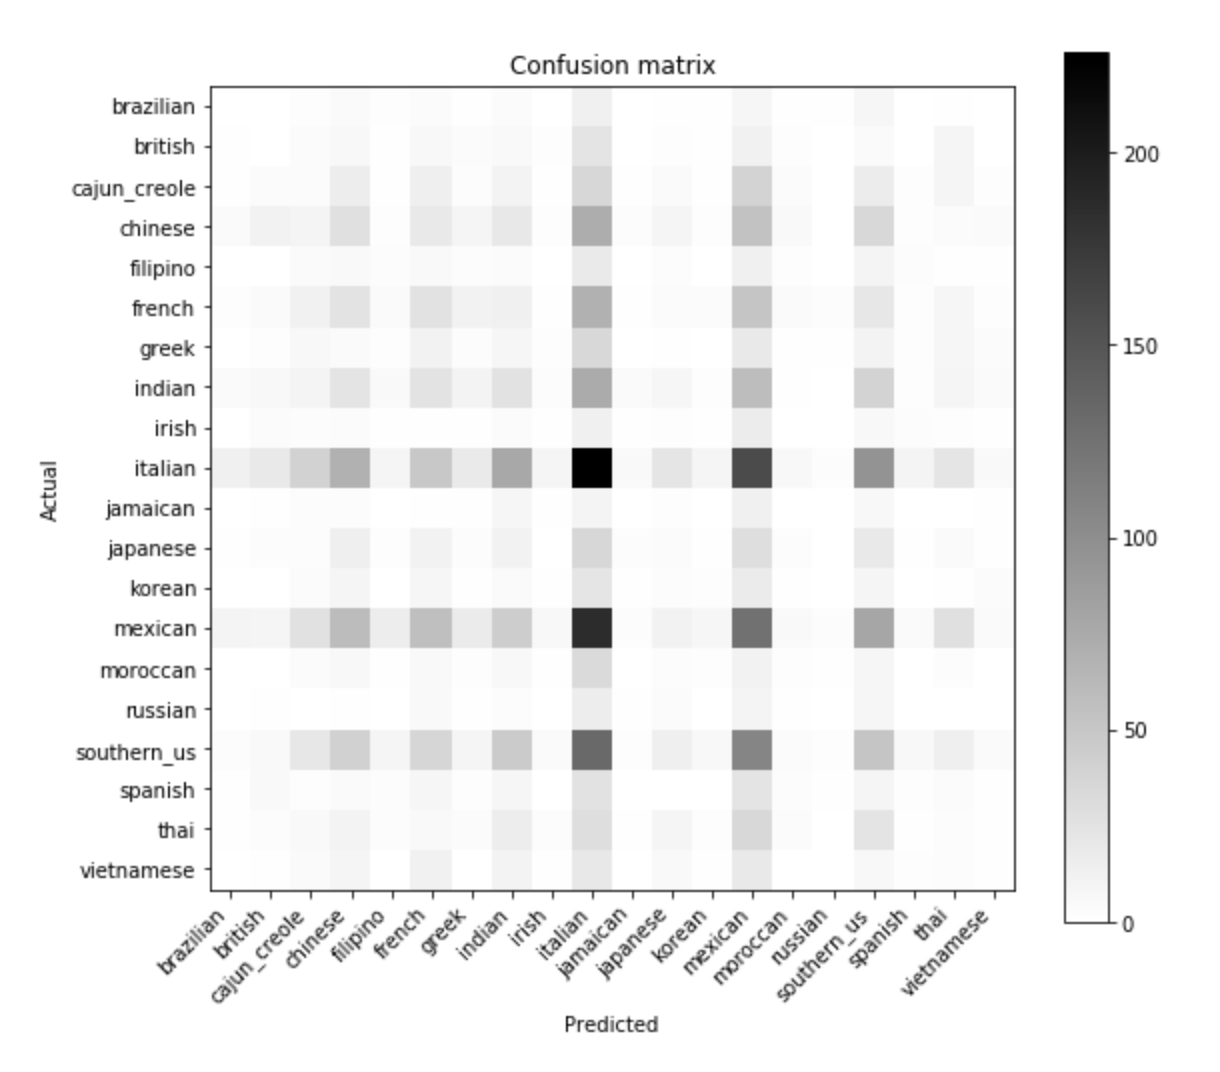 Confusion matrix
brazilian
british
cajun_creole
chinese
filipino
french
greek
indian
irish
italian
jamaican
japanese
korean
mexican
moroccan
russian
southern_us
spanish
thai
vietnamese
Actual
brazilian
british
cajun_creole
chinese
filipino
french
greek
indian
irish
italian
jamaican
japanese
korean
mexican
moroccan
russian
southern_us
spanish
thai
vietnamese
Predicted
200
150
100
50
0